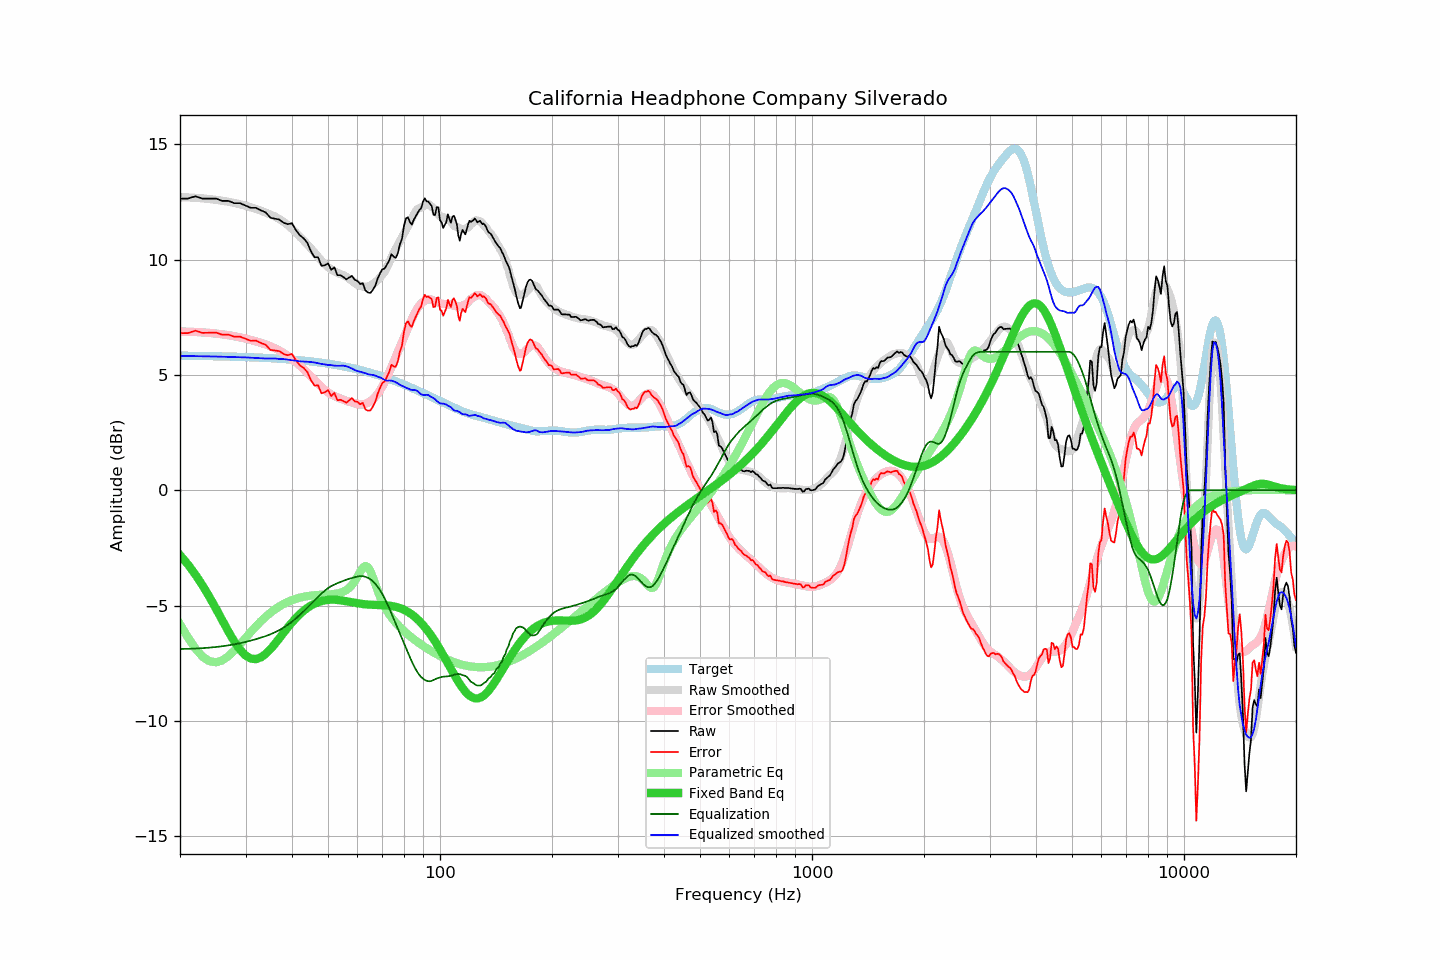 California Headphone Company Silverado
15
10
5
0
−5
−10
−15
Amplitude (dBr)
Target
Raw Smoothed
Error Smoothed
Raw
Error
Parametric Eq
Fixed Band Eq
Equalization
Equalized smoothed
100
1000
10000
Frequency (Hz)